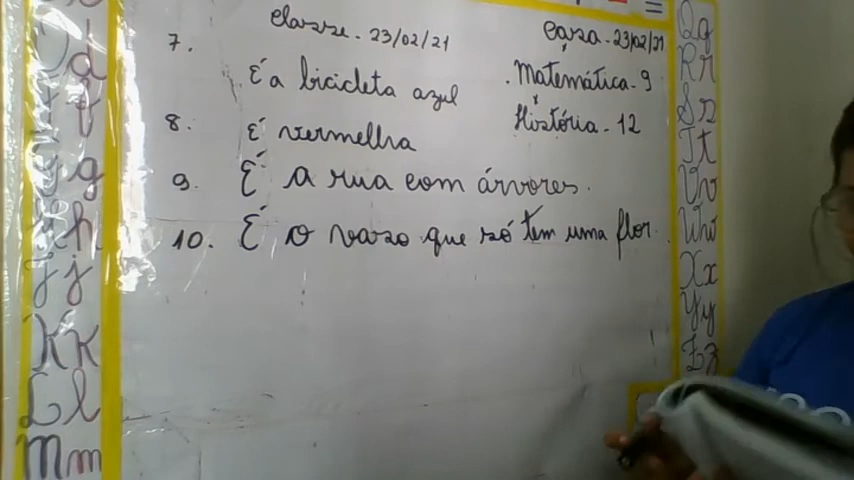 classe - 23/02/21
Casa - 23/02/21
7. É a bicicleta azul
Matemática - 9
História - 12
8. É vermelha
9. É a rua com árvores.
10. É o vaso que só têm uma flor.
d
f
g
h
J j
K k
L l
M m
Q q
R r
S s
T t
V v
W w
X x
Y y
Z z